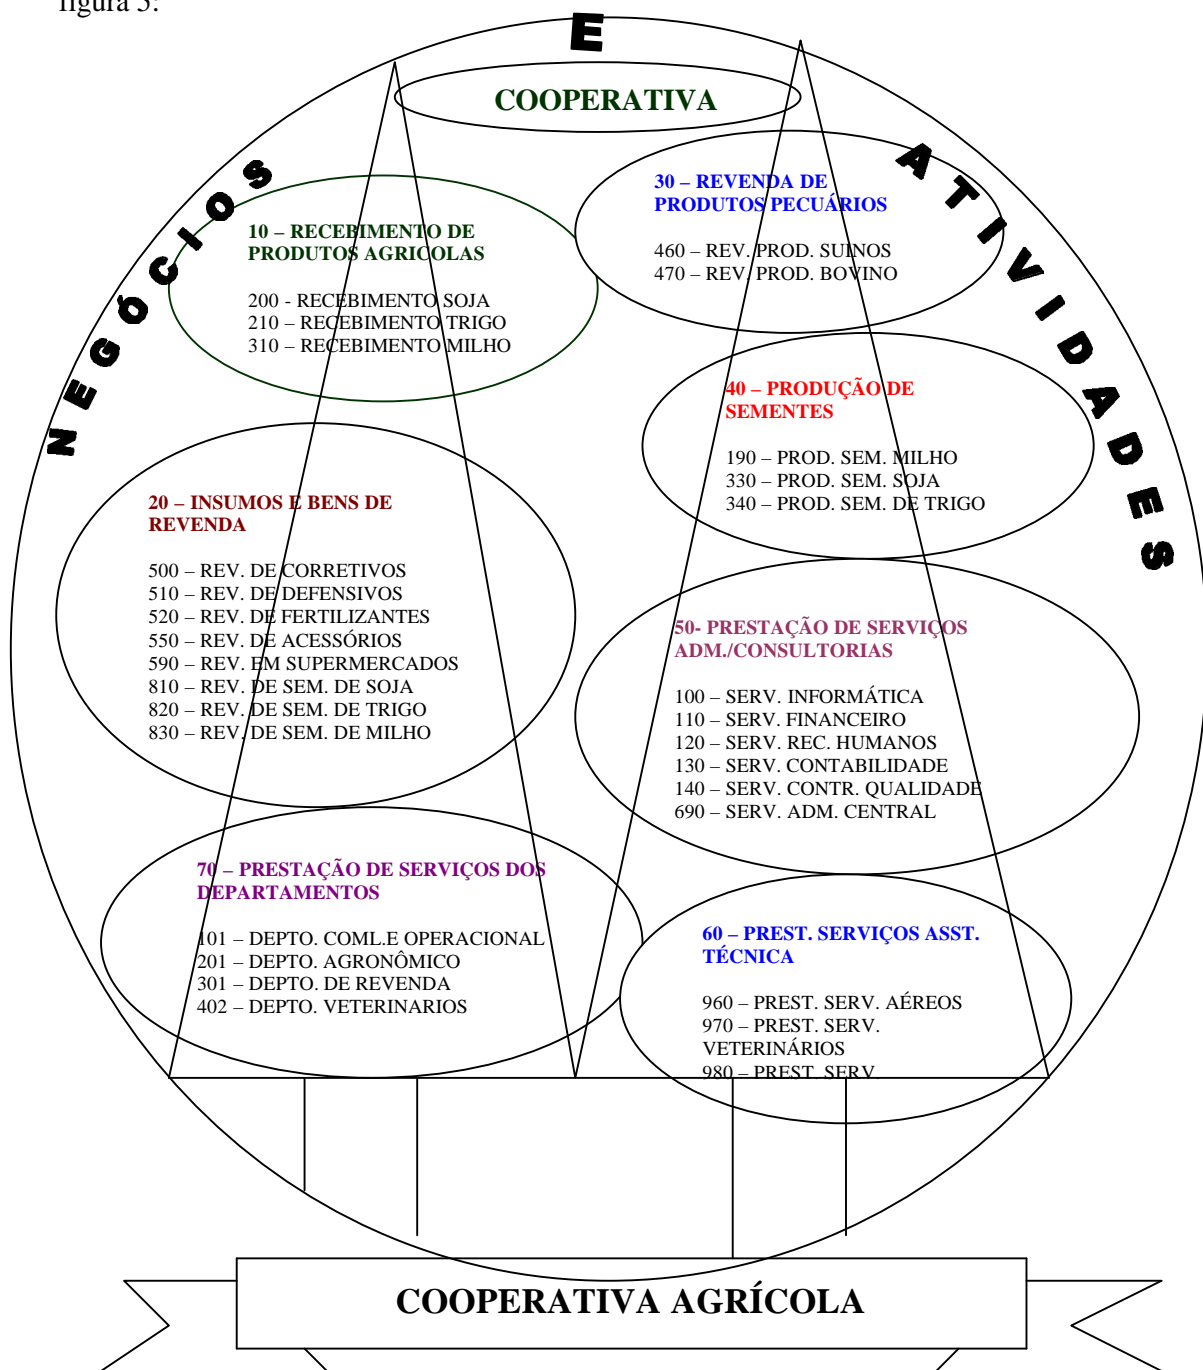 figura 5:
NEGÓCIOS
E
ATIVIDADES
COOPERATIVA
10 – RECEBIMENTO DE
PRODUTOS AGRICOLAS
200 - RECEBIMENTO SOJA
210 – RECEBIMENTO TRIGO
310 – RECEBIMENTO MILHO
30 – REVENDA DE
PRODUTOS PECUÁRIOS
460 – REV. PROD. SUINOS
470 – REV. PROD. BOVINO
40 – PRODUÇÃO DE
SEMENTES
190 – PROD. SEM. MILHO
330 – PROD. SEM. SOJA
340 – PROD. SEM. DE TRIGO
20 – INSUMOS E BENS DE
REVENDA
500 – REV. DE CORRETIVOS
510 – REV. DE DEFENSIVOS
520 – REV. DE FERTILIZANTES
550 – REV. DE ACESSÓRIOS
590 – REV. EM SUPERMERCADOS
810 – REV. DE SEM. DE SOJA
820 – REV. DE SEM. DE TRIGO
830 – REV. DE SEM. DE MILHO
50- PRESTAÇÃO DE SERVIÇOS
ADM./CONSULTORIAS
100 – SERV. INFORMÁTICA
110 – SERV. FINANCEIRO
120 – SERV. REC. HUMANOS
130 – SERV. CONTABILIDADE
140 – SERV. CONTR. QUALIDADE
690 – SERV. ADM. CENTRAL
70 – PRESTAÇÃO DE SERVIÇOS DOS
DEPARTAMENTOS
101 – DEPTO. COML.E OPERACIONAL
201 – DEPTO. AGRONÔMICO
301 – DEPTO. DE REVENDA
402 – DEPTO. VETERINARIOS
60 – PREST. SERVIÇOS ASST.
TÉCNICA
960 – PREST. SERV. AÉREOS
970 – PREST. SERV.
VETERINÁRIOS
980 – PREST. SERV.
COOPERATIVA AGRÍCOLA